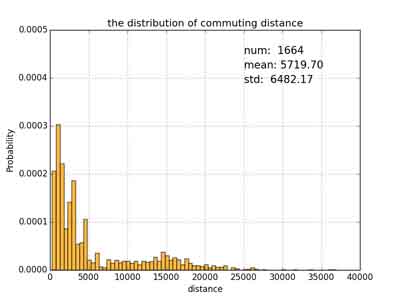 the distribution of commuting distance
0.0005
num: 1664
mean: 5719.70
std: 6482.17
0.0004
0.0003
0.0002
0.0001
0.0000
Probability
0 5000 10000 15000 20000 25000 30000 35000 40000
distance